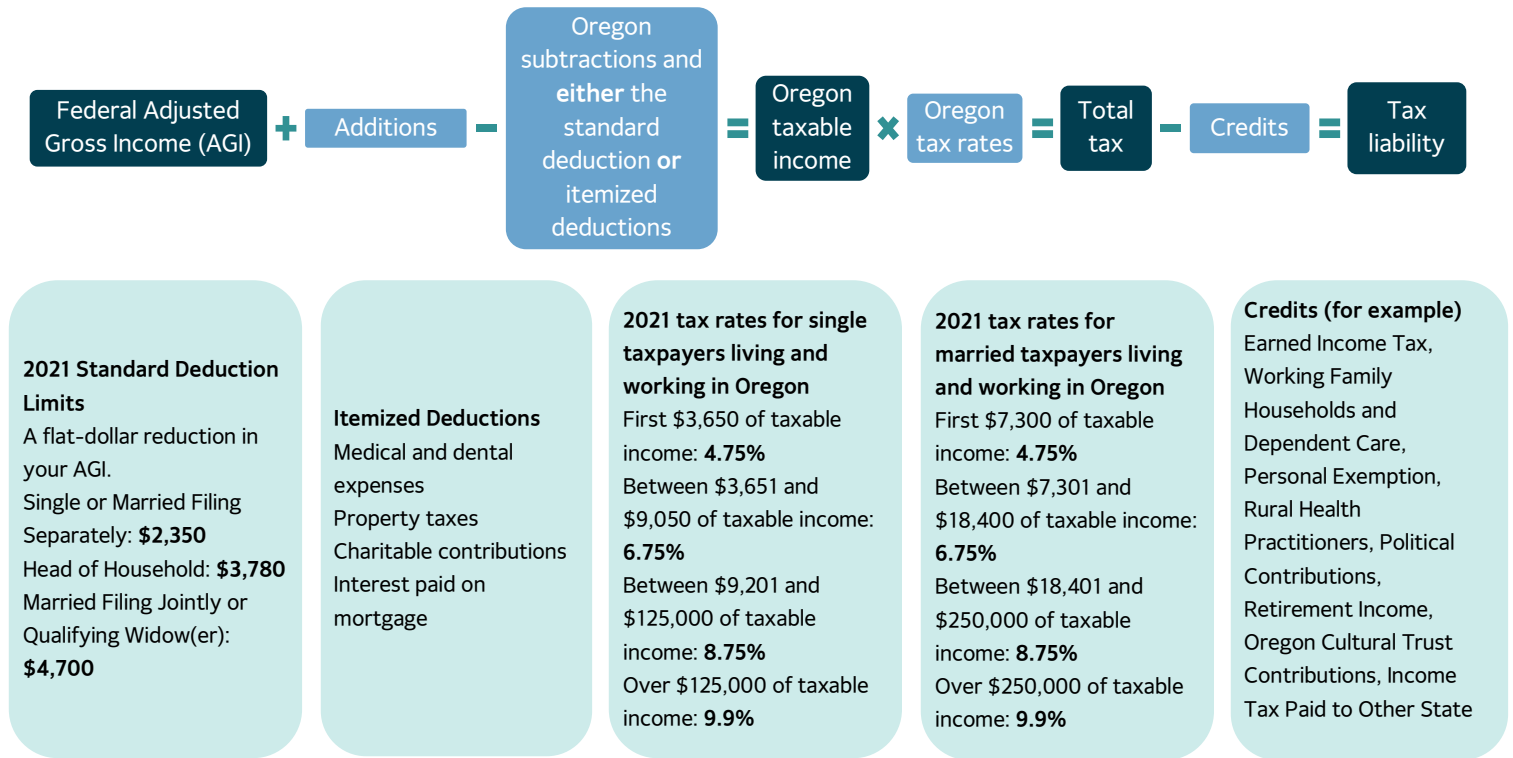 Federal Adjusted
Gross Income (AGI)
+
Additions
−
Oregon
subtractions and
either the
standard
deduction or
itemized
deductions
=
Oregon
taxable
income
×
Oregon
tax rates
=
Total
tax
−
Credits
=
Tax
liability
2021 Standard Deduction
Limits
A flat-dollar reduction in
your AGI.
Single or Married Filing
Separately: $2,350
Head of Household: $3,780
Married Filing Jointly or
Qualifying Widow(er):
$4,700
Itemized Deductions
Medical and dental
expenses
Property taxes
Charitable contributions
Interest paid on
mortgage
2021 tax rates for single
taxpayers living and
working in Oregon
First $3,650 of taxable
income: 4.75%
Between $3,651 and
$9,050 of taxable income:
6.75%
Between $9,201 and
$125,000 of taxable
income: 8.75%
Over $125,000 of taxable
income: 9.9%
2021 tax rates for
married taxpayers living
and working in Oregon
First $7,300 of taxable
income: 4.75%
Between $7,301 and
$18,400 of taxable income:
6.75%
Between $18,401 and
$250,000 of taxable
income: 8.75%
Over $250,000 of taxable
income: 9.9%
Credits (for example)
Earned Income Tax,
Working Family
Households and
Dependent Care,
Personal Exemption,
Rural Health
Practitioners, Political
Contributions,
Retirement Income,
Oregon Cultural Trust
Contributions, Income
Tax Paid to Other State